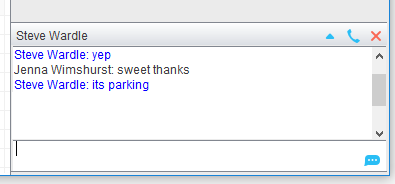 Steve Wardle
Steve Wardle: yep
Jenna Wimshurst: sweet thanks
Steve Wardle: its parking